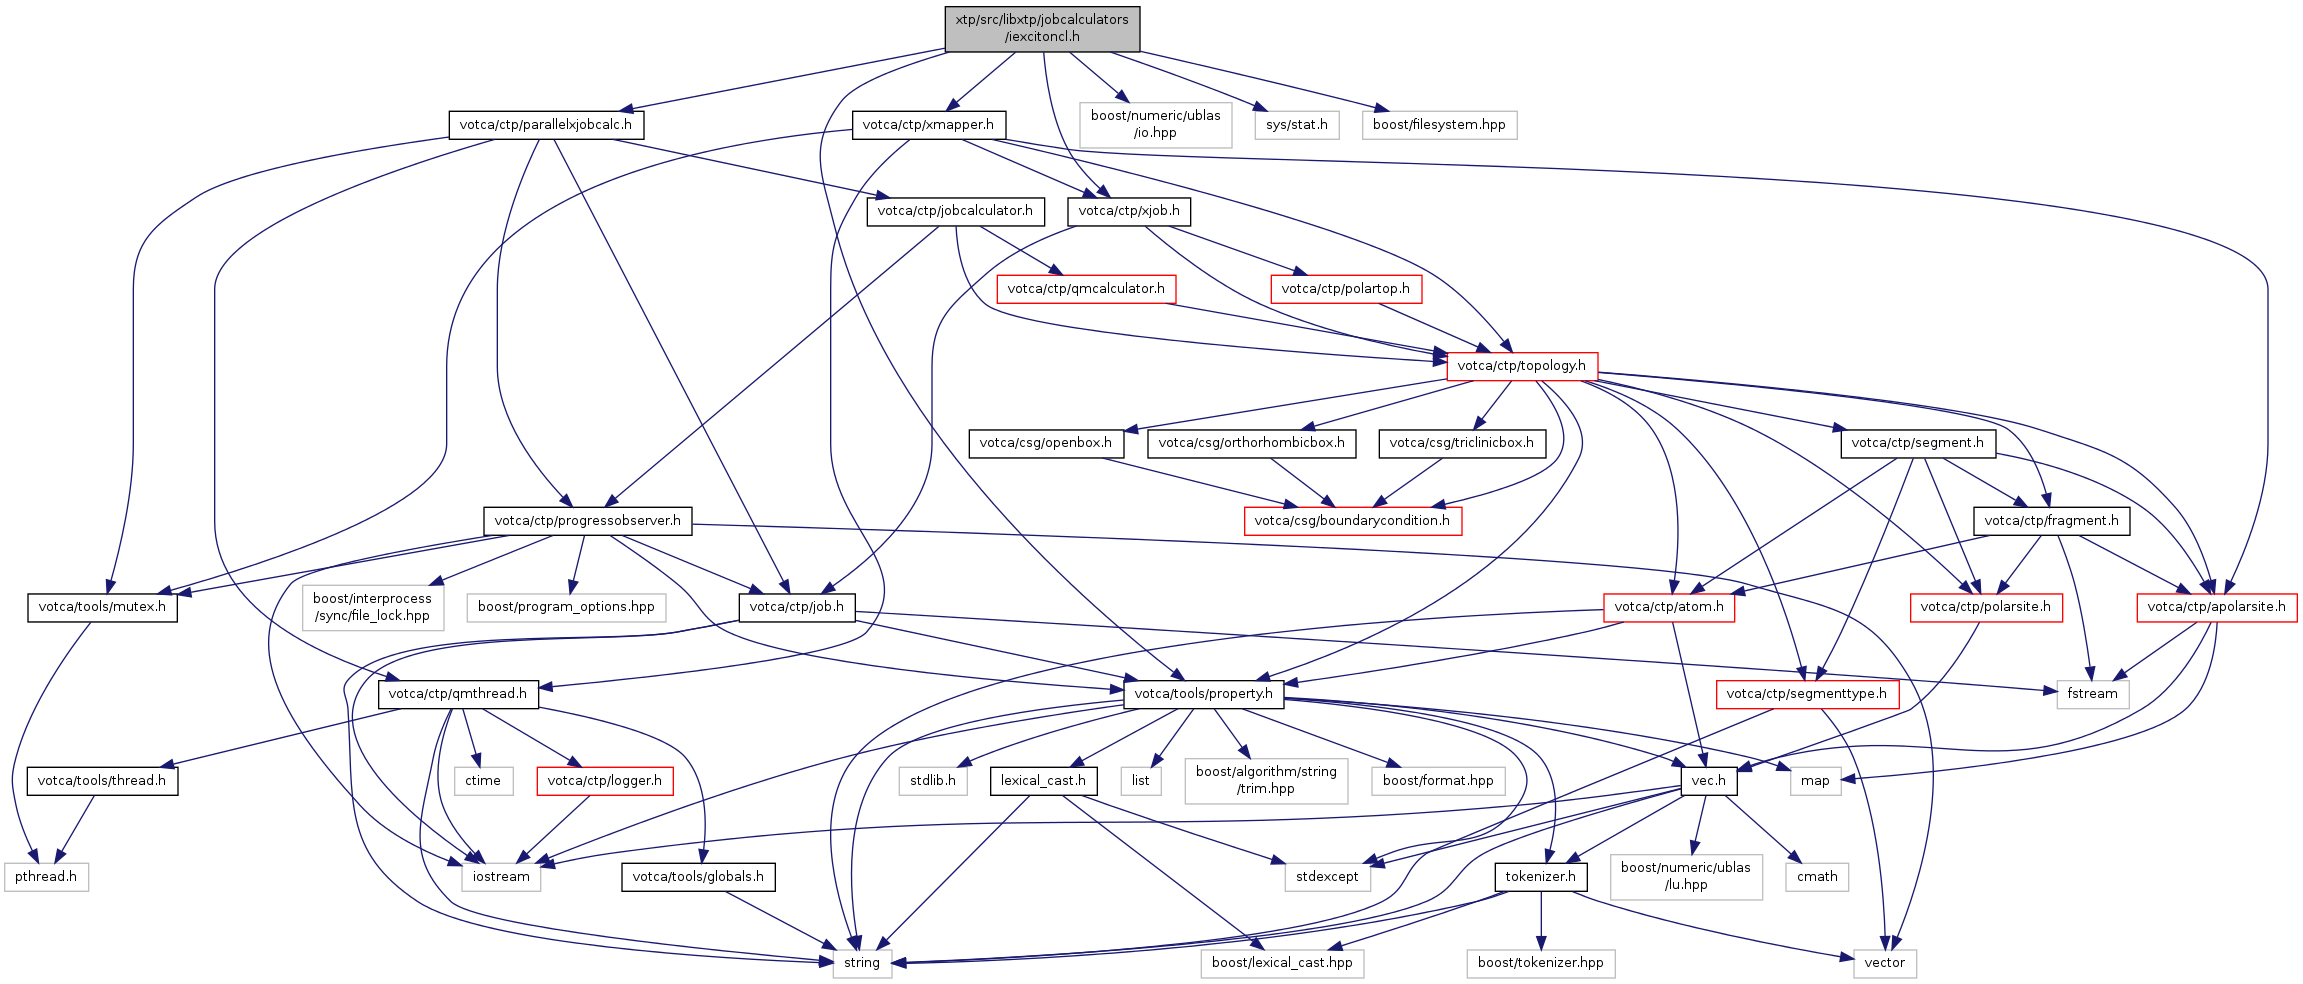 xtp/src/libxtp/jobcalculators
/iexcitoncl.h
votca/ctp/parallelxjobcalc.h
votca/ctp/xmapper.h
boost/numeric/ublas
/io.hpp
sys/stat.h
boost/filesystem.hpp
votca/ctp/jobcalculator.h
votca/ctp/xjob.h
votca/ctp/qmcalculator.h
votca/ctp/polartop.h
votca/ctp/topology.h
votca/csg/openbox.h
votca/csg/orthorhombicbox.h
votca/csg/triclinicbox.h
votca/ctp/segment.h
votca/ctp/progressobserver.h
votca/csg/boundarycondition.h
votca/ctp/fragment.h
votca/tools/mutex.h
boost/interprocess
/sync/file_lock.hpp
boost/program_options.hpp
votca/ctp/job.h
votca/ctp/atom.h
votca/ctp/polarsite.h
votca/ctp/apolarsite.h
votca/ctp/qmthread.h
votca/tools/property.h
votca/ctp/segmenttype.h
fstream
votca/tools/thread.h
ctime
votca/ctp/logger.h
stdlib.h
lexical_cast.h
list
boost/algorithm/string
/trim.hpp
boost/format.hpp
vec.h
map
pthread.h
iostream
votca/tools/globals.h
stdexcept
tokenizer.h
boost/numeric/ublas
/lu.hpp
cmath
string
boost/lexical_cast.hpp
boost/tokenizer.hpp
vector